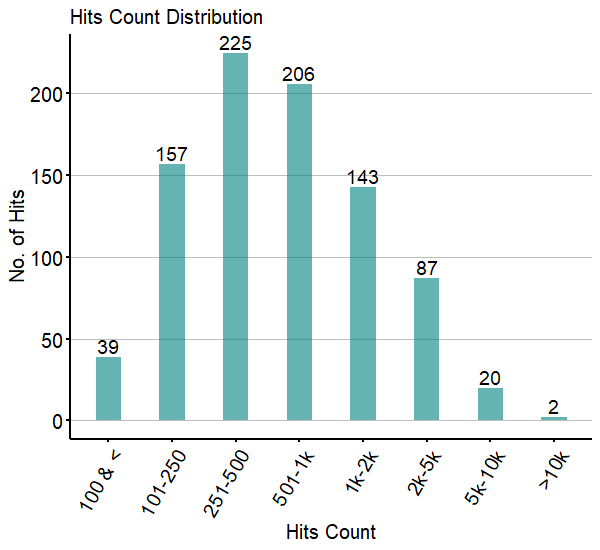 Hits Count Distribution
No. of Hits
200
150
100
50
0
39
157
225
206
143
87
20
2
100 & <
101-250
251-500
501-1k
1k-2k
2k-5k
5k-10k
>10k
Hits Count